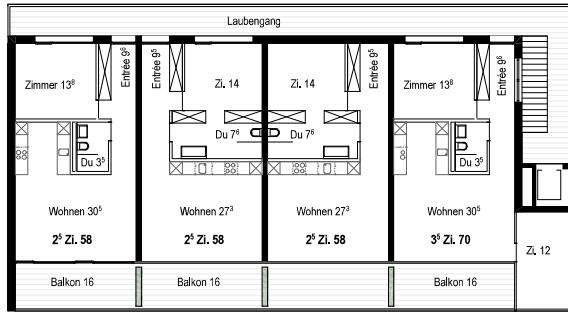 Laubengang
Zimmer 13⁸
Entrée 9⁶
Entrée 9⁵
Zi. 14
Zi. 14
Entrée 9⁵
Zimmer 13⁸
Entrée 9⁶
Du 3⁵
Du 7⁶
Du 7⁶
Du 3⁵
Wohnen 30⁵
Wohnen 27³
Wohnen 27³
Wohnen 30⁵
2⁵ Zi. 58
2⁵ Zi. 58
2⁵ Zi. 58
3⁵ Zi. 70
Zi. 12
Balkon 16
Balkon 16
Balkon 16
Balkon 16